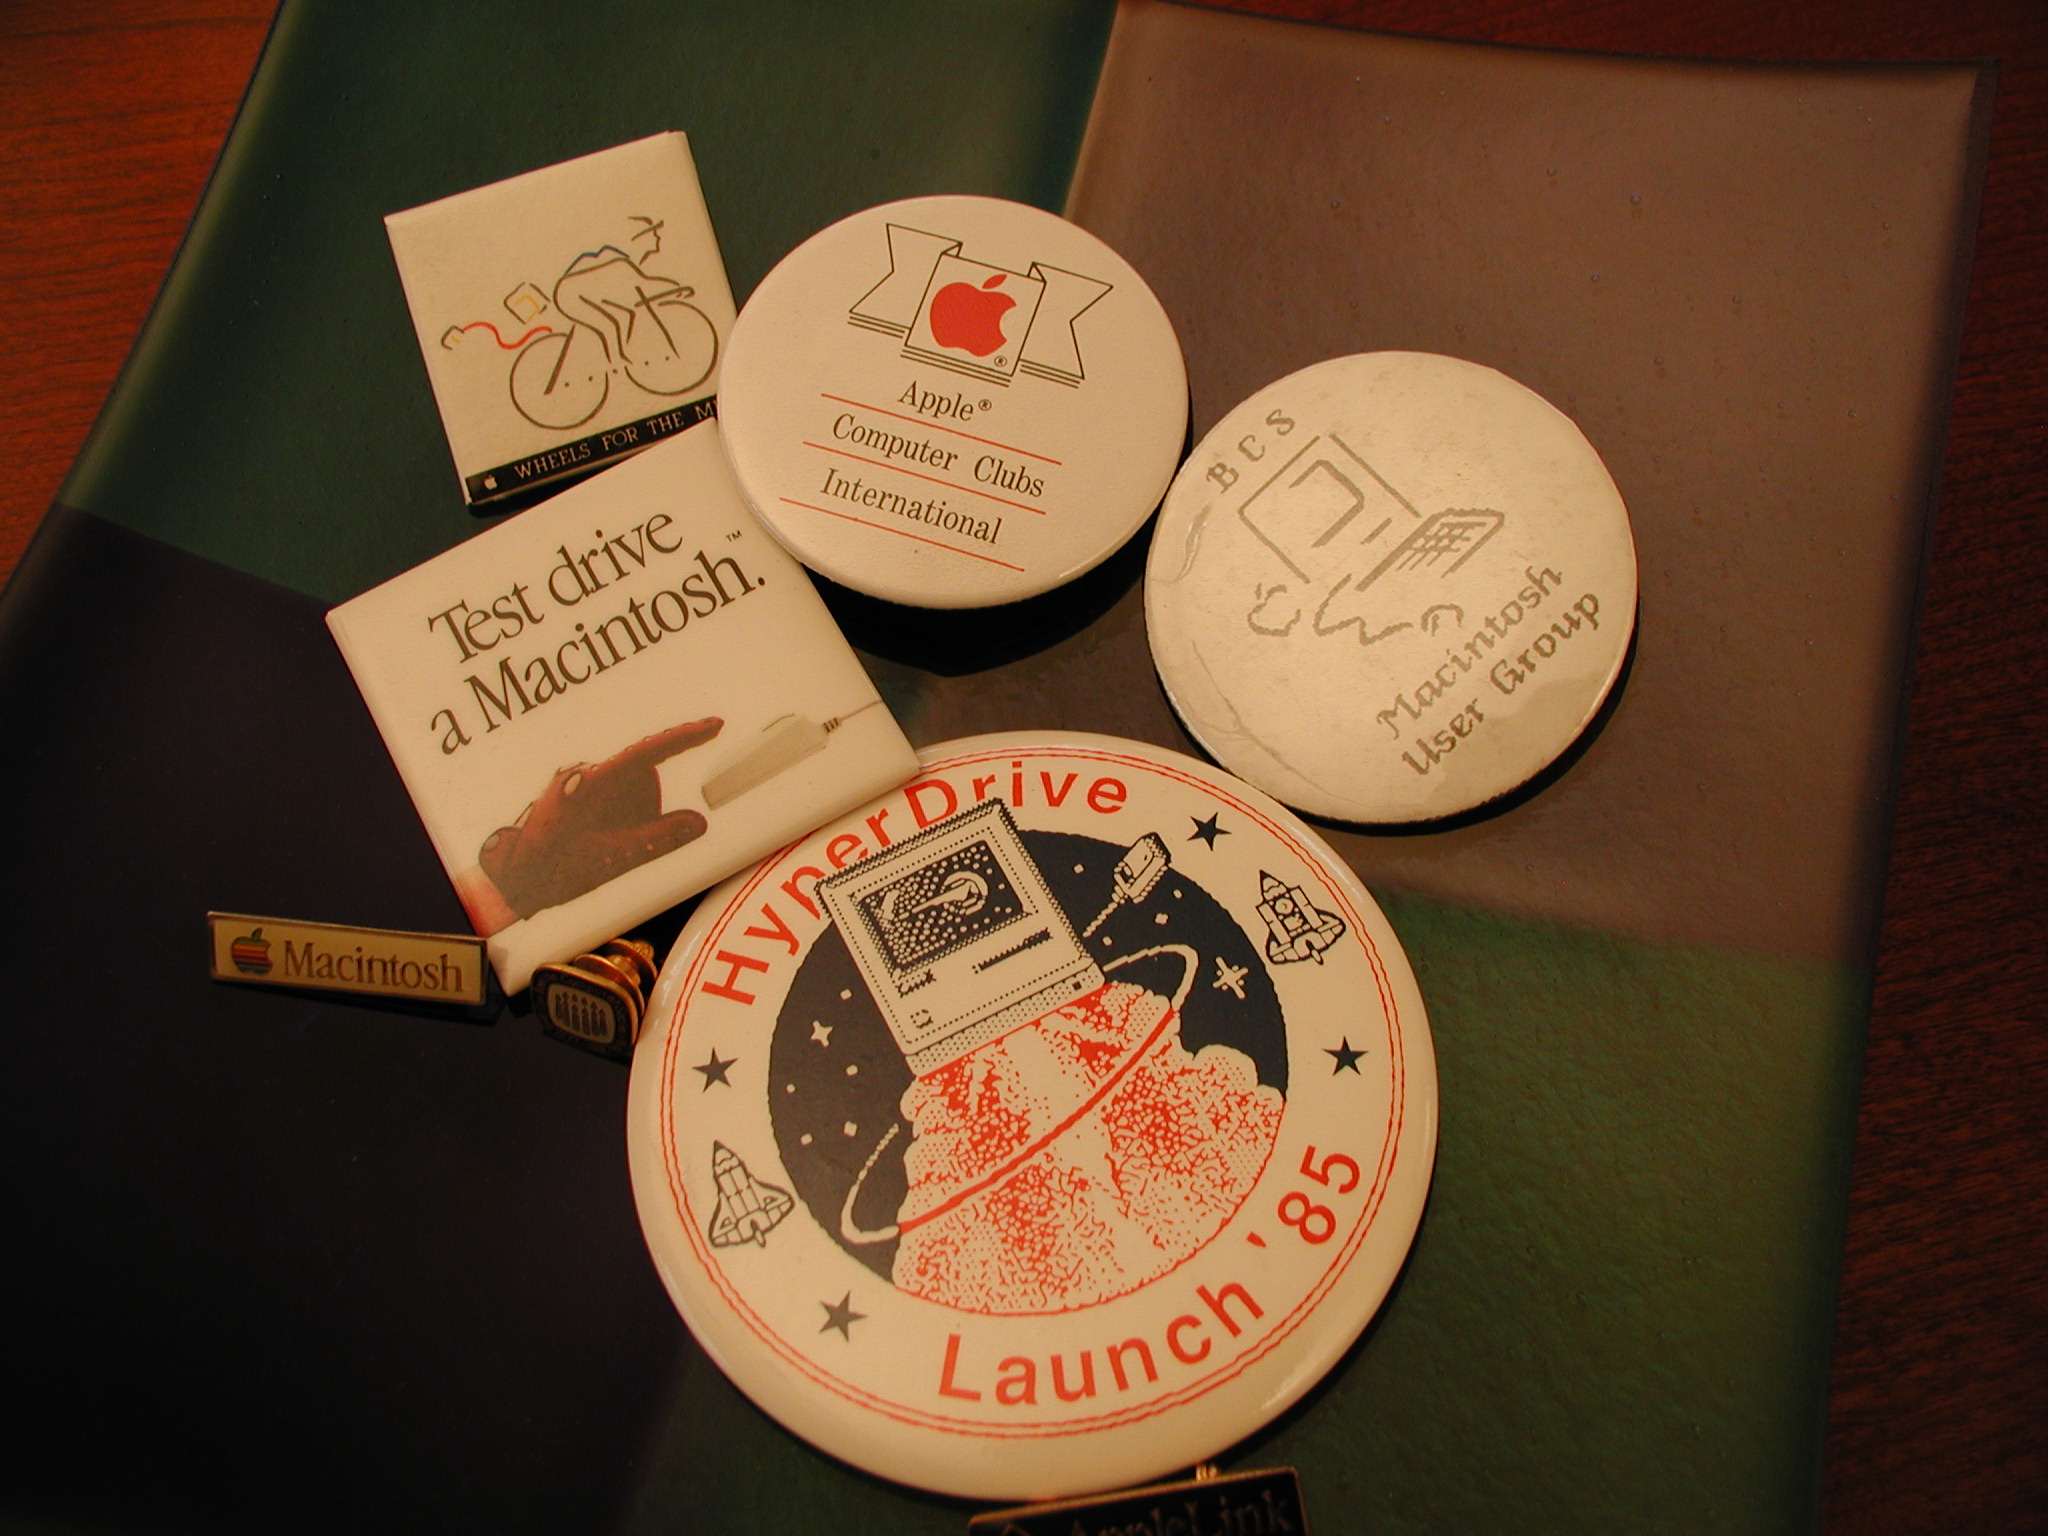 WHEELS FOR THE
Apple®
Computer Clubs
International
BCS
Macintosh
User Group
Test drive
a Macintosh.™
Macintosh
HyperDrive
Launch '85
AppleLink